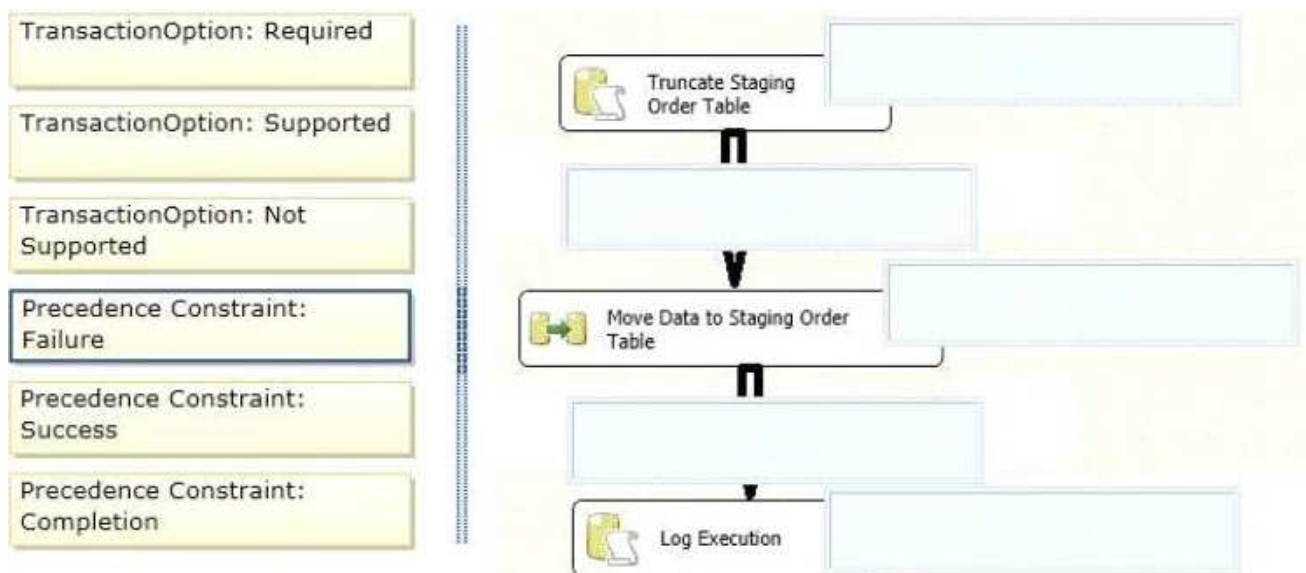 TransactionOption: Required
TransactionOption: Supported
TransactionOption: Not
Supported
Precedence Constraint:
Failure
Precedence Constraint:
Success
Precedence Constraint:
Completion
Truncate Staging
Order Table
Move Data to Staging Order
Table
Log Execution